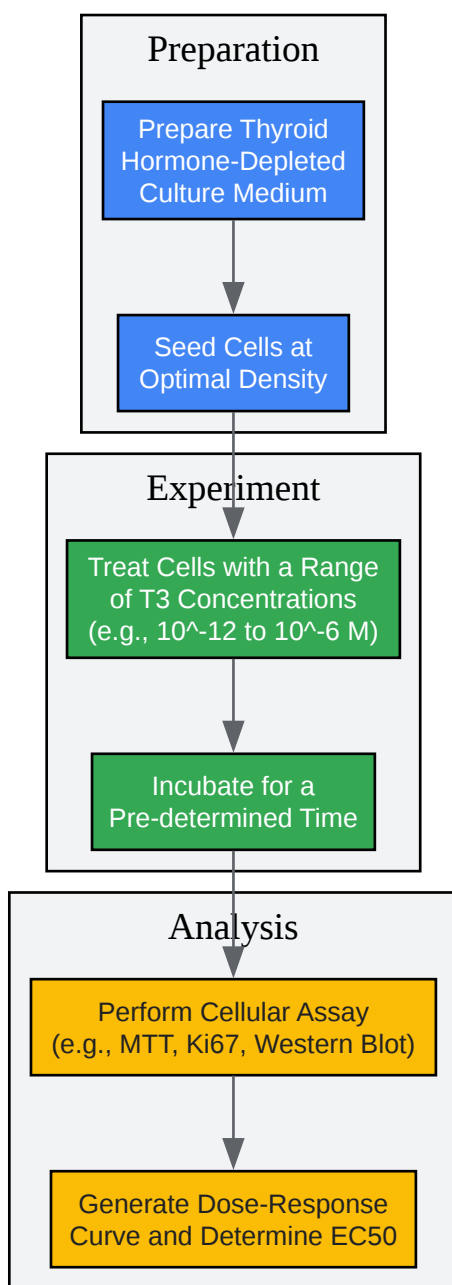 Preparation
Prepare Thyroid
Hormone-Depleted
Culture Medium
Seed Cells at
Optimal Density
Experiment
Treat Cells with a Range
of T3 Concentrations
(e.g., 10^-12 to 10^-6 M)
Incubate for a
Pre-determined Time
Analysis
Perform Cellular Assay
(e.g., MTT, Ki67, Western Blot)
Generate Dose-Response
Curve and Determine EC50